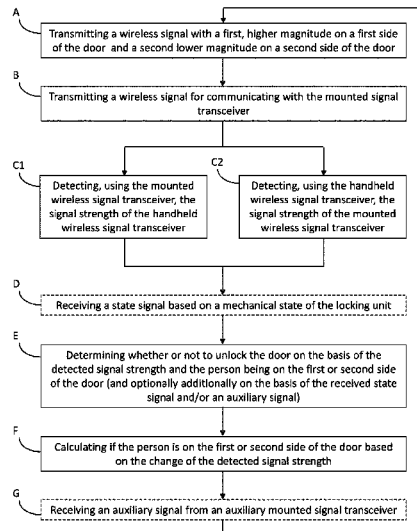 A
Transmitting a wireless signal with a first, higher magnitude on a first side
of the door and a second lower magnitude on a second side of the door
B
Transmitting a wireless signal for communicating with the mounted signal
transceiver
C1
Detecting, using the mounted
wireless signal transceiver, the
signal strength of the handheld
wireless signal transceiver
C2
Detecting, using the handheld
wireless signal transceiver, the
signal strength of the mounted
wireless signal transceiver
D
Receiving a state signal based on a mechanical state of the locking unit
E
Determining whether or not to unlock the door on the basis of the
detected signal strength and the person being on the first or second side
of the door (and optionally additionally on the basis of the received state
signal and/or an auxiliary signal)
F
Calculating if the person is on the first or second side of the door based
on the change of the detected signal strength
G
Receiving an auxiliary signal from an auxiliary mounted signal transceiver